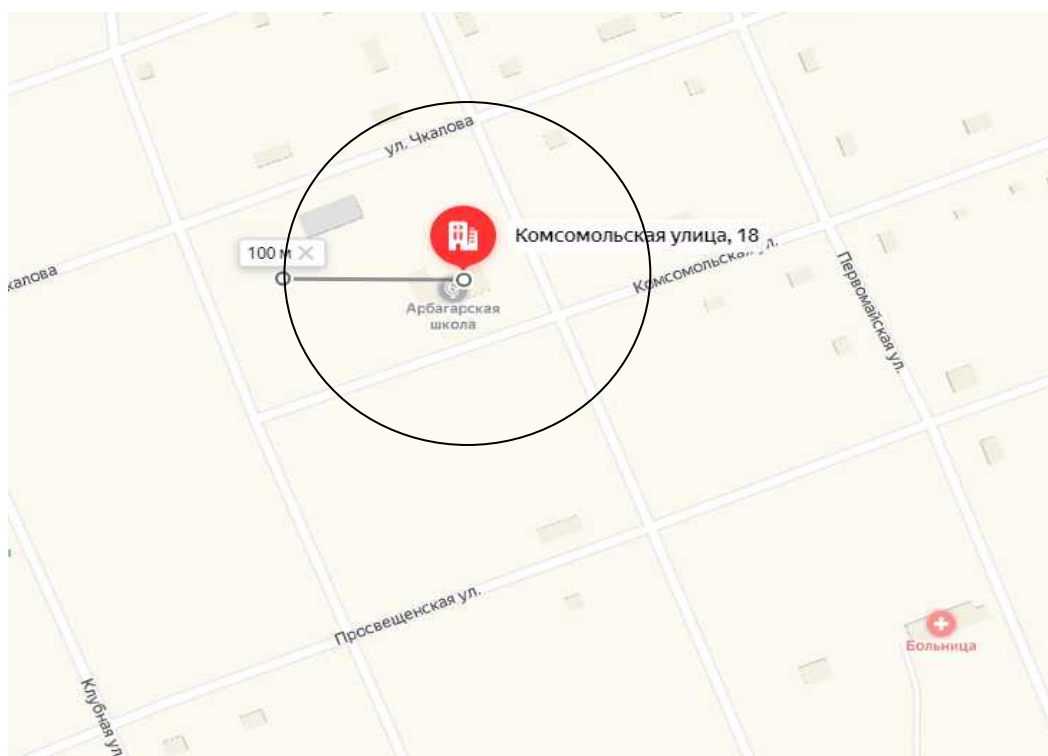 ул. Чкалова
Комсомольская улица, 18
100 м
Комсомольская ул.
калова
Первомайская ул.
Арбагарская
школа
Просвещенская ул.
Больница
Клубная ул